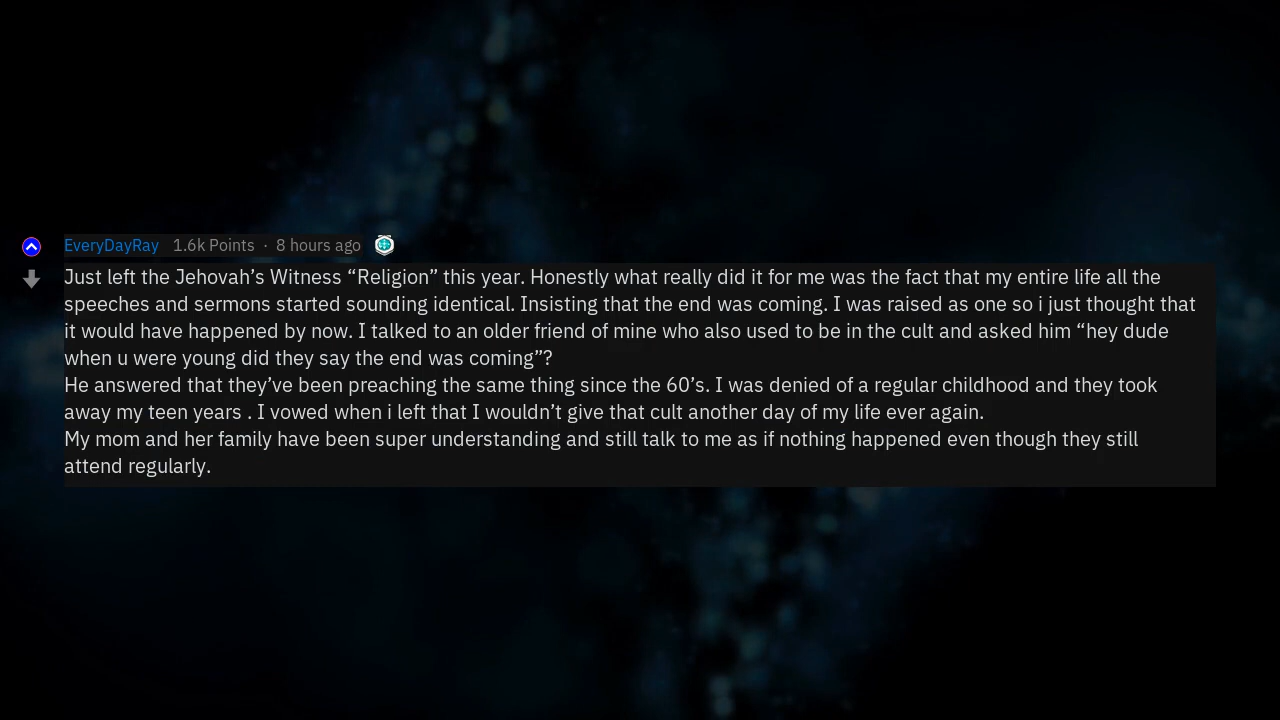 EveryDayRay 1.6k Points · 8 hours ago
Just left the Jehovah’s Witness “Religion” this year. Honestly what really did it for me was the fact that my entire life all the
speeches and sermons started sounding identical. Insisting that the end was coming. I was raised as one so i just thought that
it would have happened by now. I talked to an older friend of mine who also used to be in the cult and asked him “hey dude
when u were young did they say the end was coming”?
He answered that they’ve been preaching the same thing since the 60’s. I was denied of a regular childhood and they took
away my teen years . I vowed when i left that I wouldn’t give that cult another day of my life ever again.
My mom and her family have been super understanding and still talk to me as if nothing happened even though they still
attend regularly.